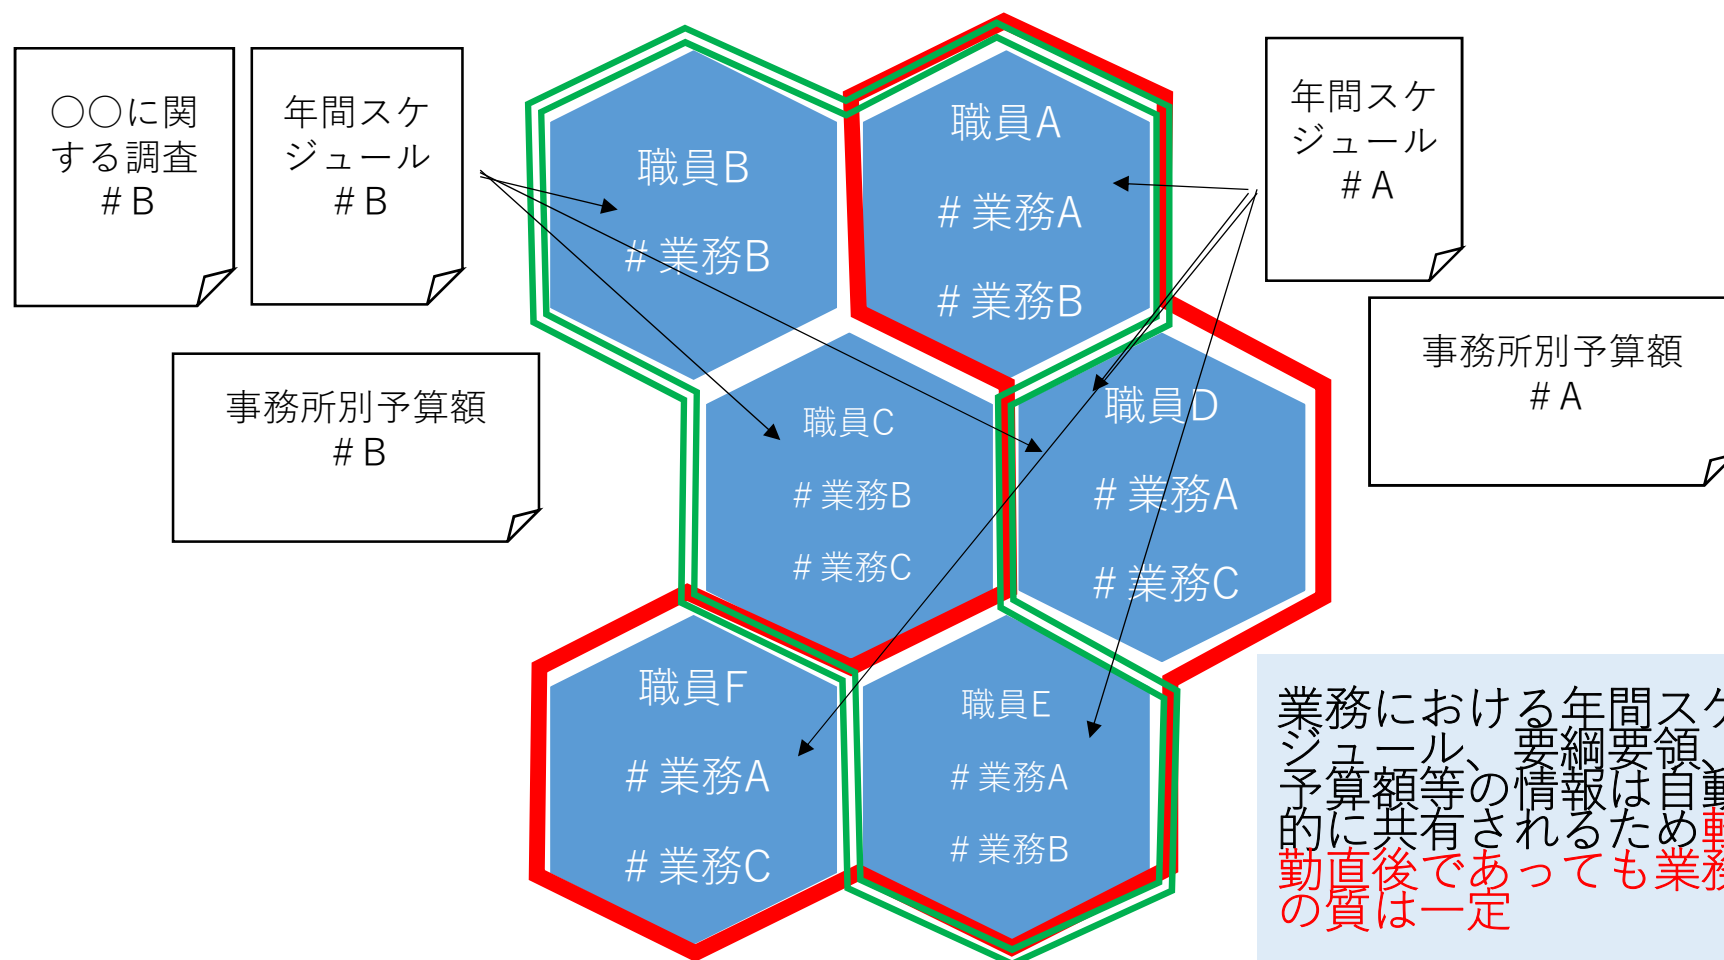 ○○に関
する調査
#B
年間スケ
ジュール
#B
事務所別予算額
#B
職員B
#業務B
職員A
#業務A
#業務B
職員C
#業務B
#業務C
職員D
#業務A
#業務C
職員F
#業務A
#業務C
職員E
#業務A
#業務B
年間スケ
ジュール
#A
事務所別予算額
#A
業務における年間スケ
ジュール、要綱要領、
予算額等の情報は自動
的に共有されるため転
勤直後であっても業務
の質は一定